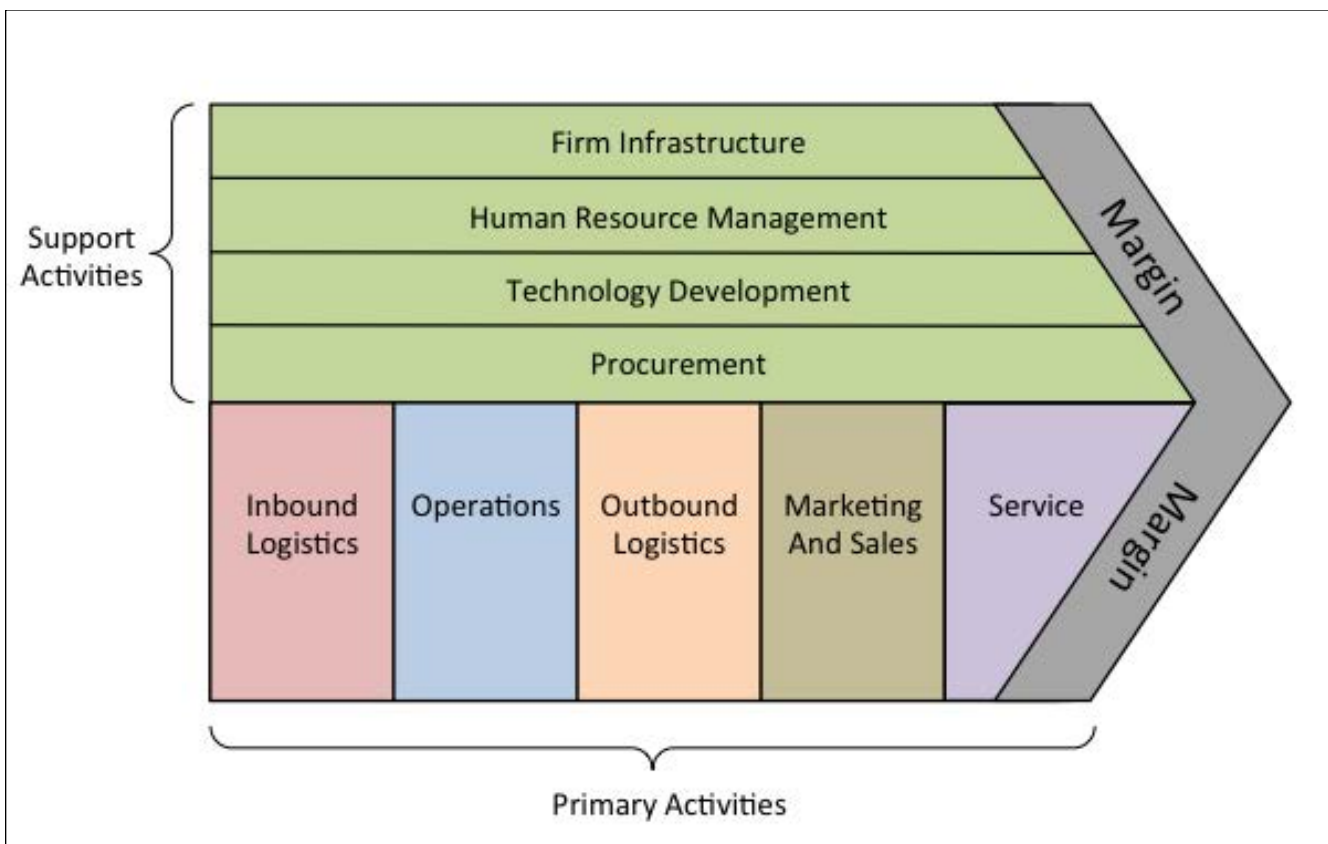 Firm Infrastructure
Human Resource Management
Technology Development
Procurement
Support
Activities
Margin
Inbound
Logistics
Operations
Outbound
Logistics
Marketing
And Sales
Service
Margin
Primary Activities